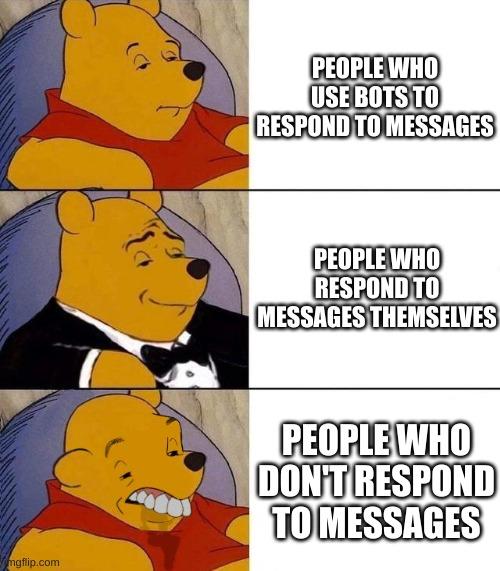 PEOPLE WHO
USE BOTS TO
RESPOND TO MESSAGES
PEOPLE WHO
RESPOND TO
MESSAGES THEMSELVES
PEOPLE WHO
DON'T RESPOND
TO MESSAGES
imgflip.com